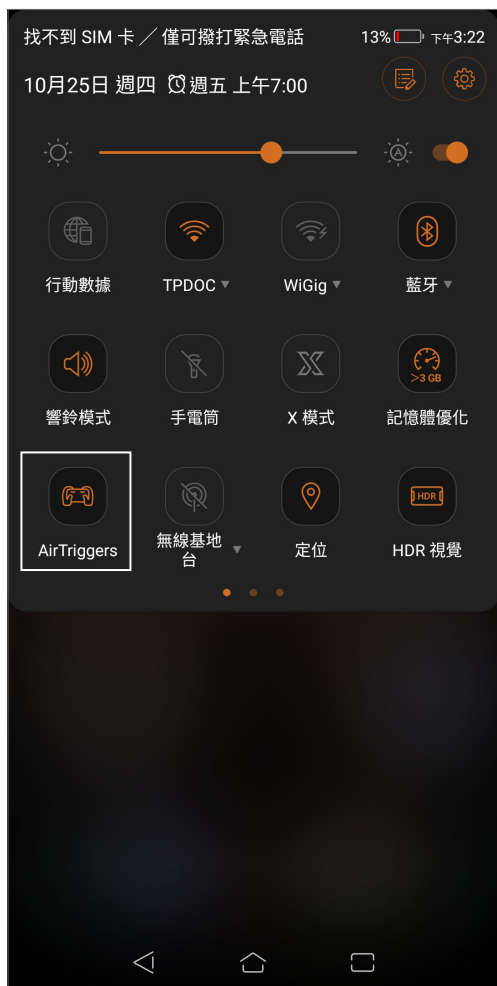 找不到 SIM 卡／僅可撥打緊急電話 13% 下午3:22
10月25日 週四 週五 上午7:00
A
行動數據 TPDOC WiGig 藍牙
>3 GB
響鈴模式 手電筒 X 模式 記憶體優化
HDR
AirTriggers 無線基地 定位 HDR 視覺
台